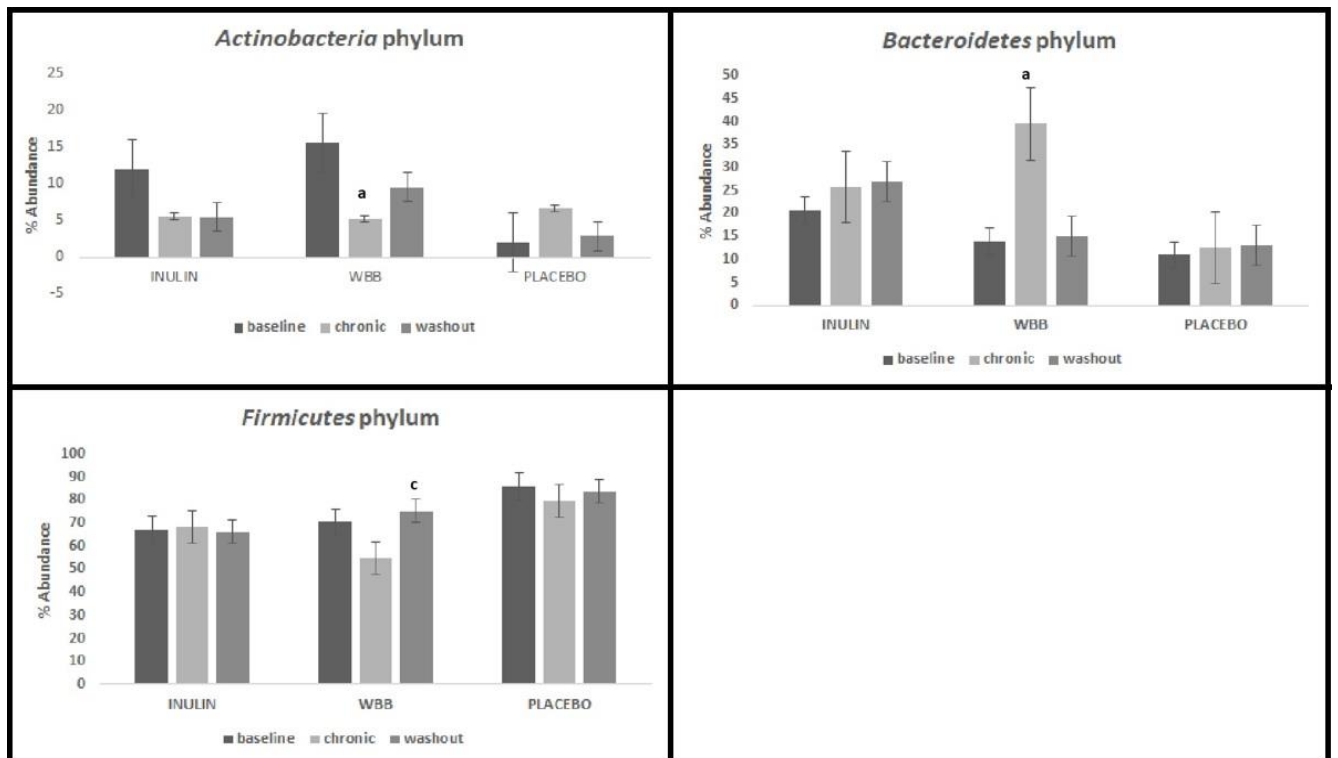 Actinobacteria phylum
25
20
15
10
5
0
-5
% Abundance
a
INULIN WBB PLACEBO
baseline chronic washout
Bacteroidetes phylum
50
45
40
35
30
25
20
15
10
5
0
% Abundance
a
INULIN WBB PLACEBO
baseline chronic washout
Firmicutes phylum
100
90
80
70
60
50
40
30
20
10
0
% Abundance
c
INULIN WBB PLACEBO
baseline chronic washout